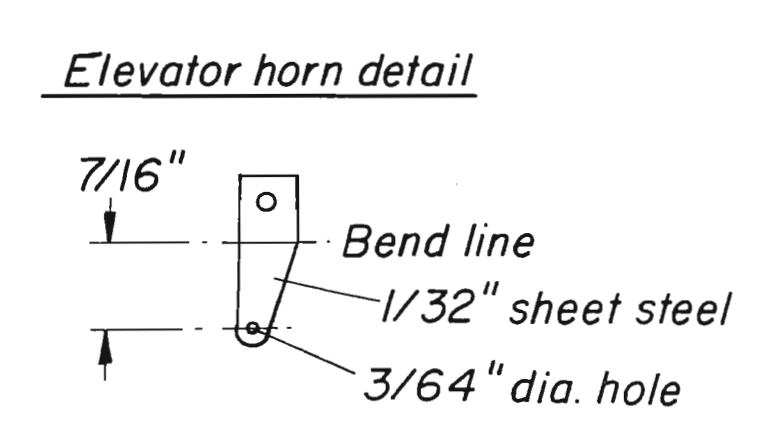 Elevator horn detail
7/16"
Bend line
1/32" sheet steel
3/64" dia. hole